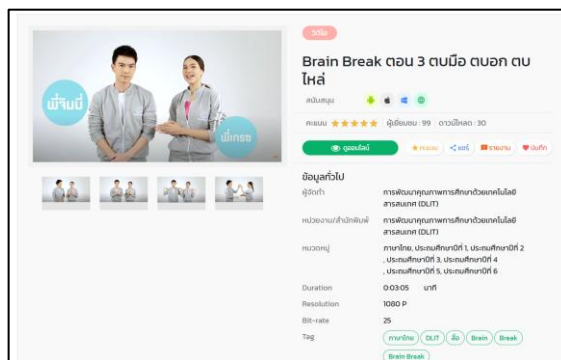 วิดีโอ
Brain Break ตอน 3 ตบมือ ตบอก ตบ
ไหล่
สนับสนุน
คะแนน ผู้เยี่ยมชม : 99 ดาวน์โหลด : 30
ดูออนไลน์ คะแนน แชร์ รายงาน บันทึก
พี่จิมมี่
พี่เกรซ
ข้อมูลทั่วไป
ผู้จัดทำ การพัฒนาคุณภาพการศึกษาด้วยเทคโนโลยี
สารสนเทศ (DLIT)
หน่วยงาน/สำนักพิมพ์ การพัฒนาคุณภาพการศึกษาด้วยเทคโนโลยี
สารสนเทศ (DLIT)
หมวดหมู่ ภาษาไทย, ประถมศึกษาปีที่ 1, ประถมศึกษาปีที่ 2
, ประถมศึกษาปีที่ 3, ประถมศึกษาปีที่ 4
, ประถมศึกษาปีที่ 5, ประถมศึกษาปีที่ 6
Duration 0:03:05 นาที
Resolution 1080 P
Bit-rate 25
Tag ภาษาไทย DLIT สื่อ Brain Break
Brain Break